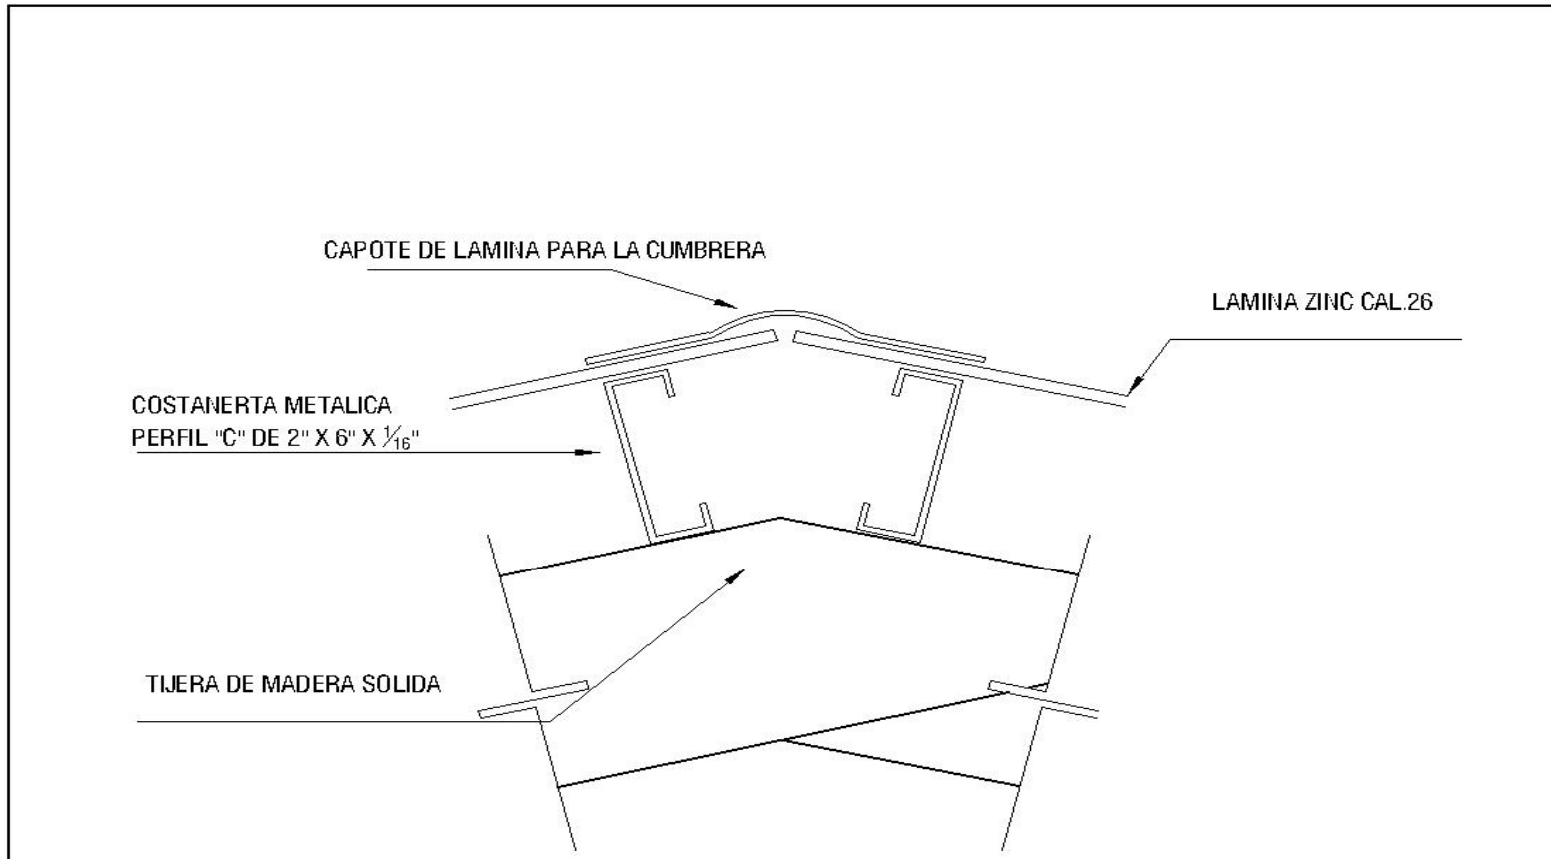 CAPOTE DE LAMINA PARA LA CUMBRERA
LAMINA ZINC CAL.26
COSTANERTA METALICA
PERFIL "C" DE 2" X 6" X 1/16"
TIJERA DE MADERA SOLIDA